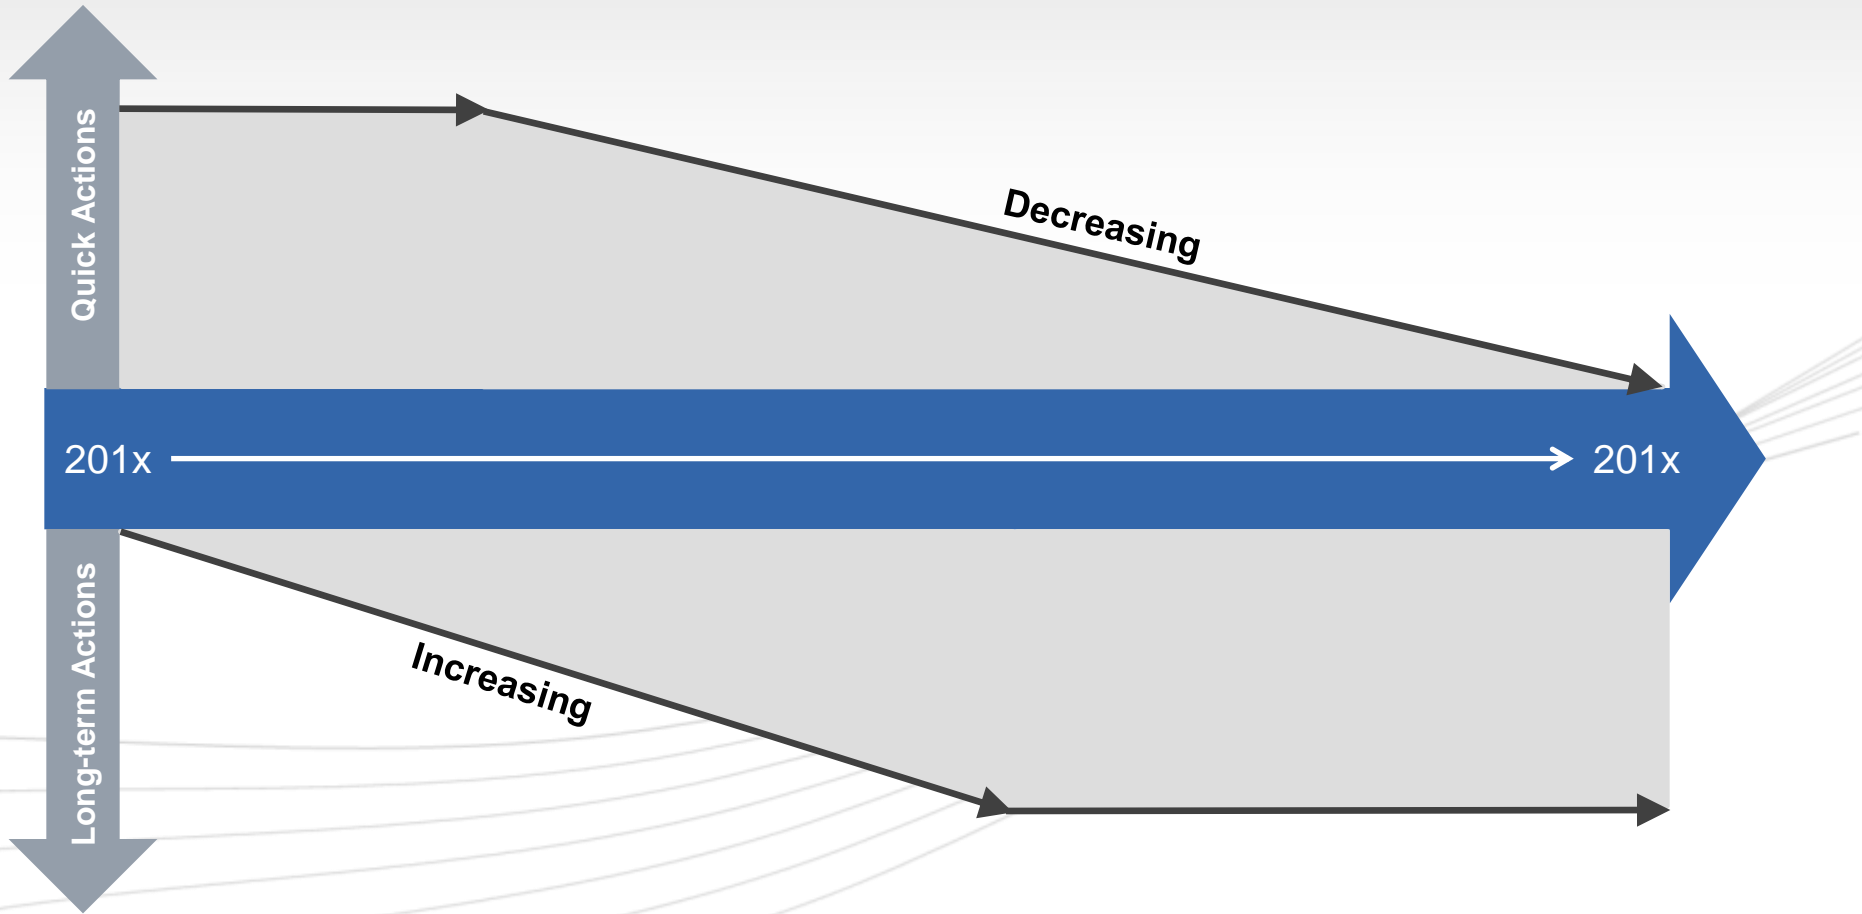 Quick Actions
Decreasing
201x
201x
Long-term Actions
Increasing